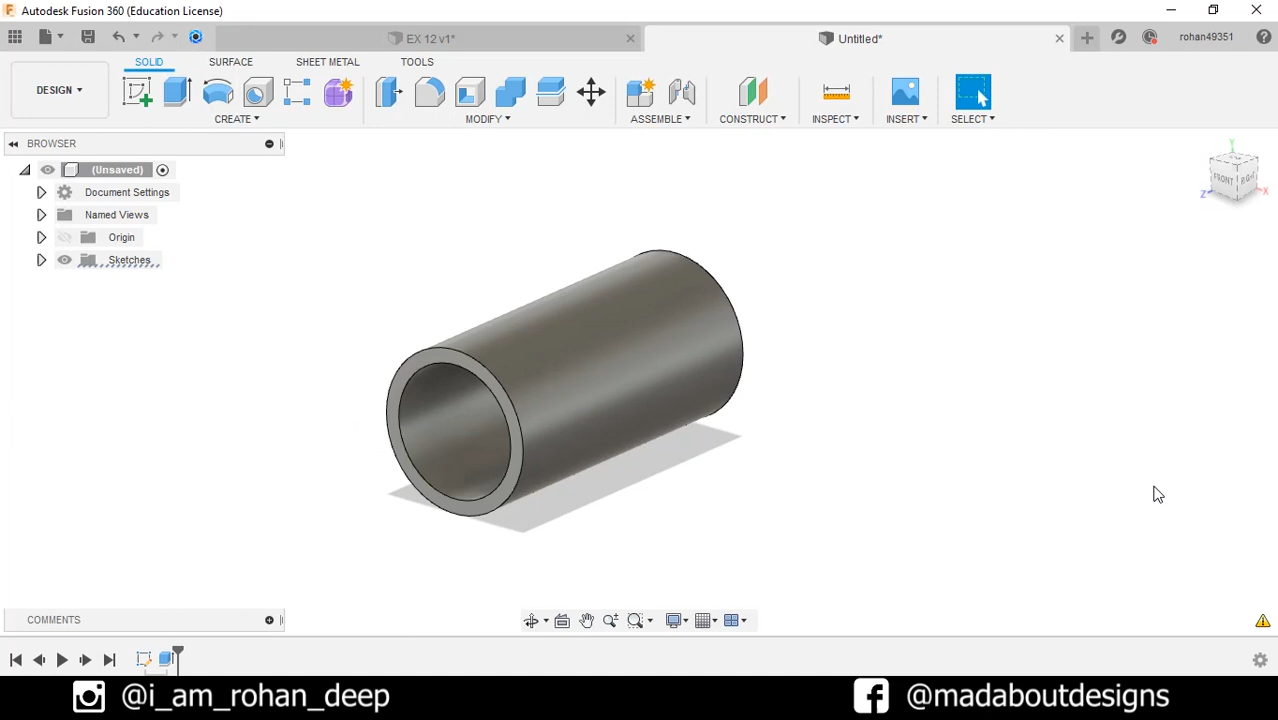 Autodesk Fusion 360 (Education License)
EX 12 v1*
Untitled*
rohan49351
SOLID
SURFACE
SHEET METAL
TOOLS
DESIGN
CREATE
MODIFY
ASSEMBLE
CONSTRUCT
INSPECT
INSERT
SELECT
BROWSER
(Unsaved)
Document Settings
Named Views
Origin
Sketches
Y
FRONT
RIGHT
Z
X
COMMENTS
@i_am_rohan_deep
@madaboutdesigns